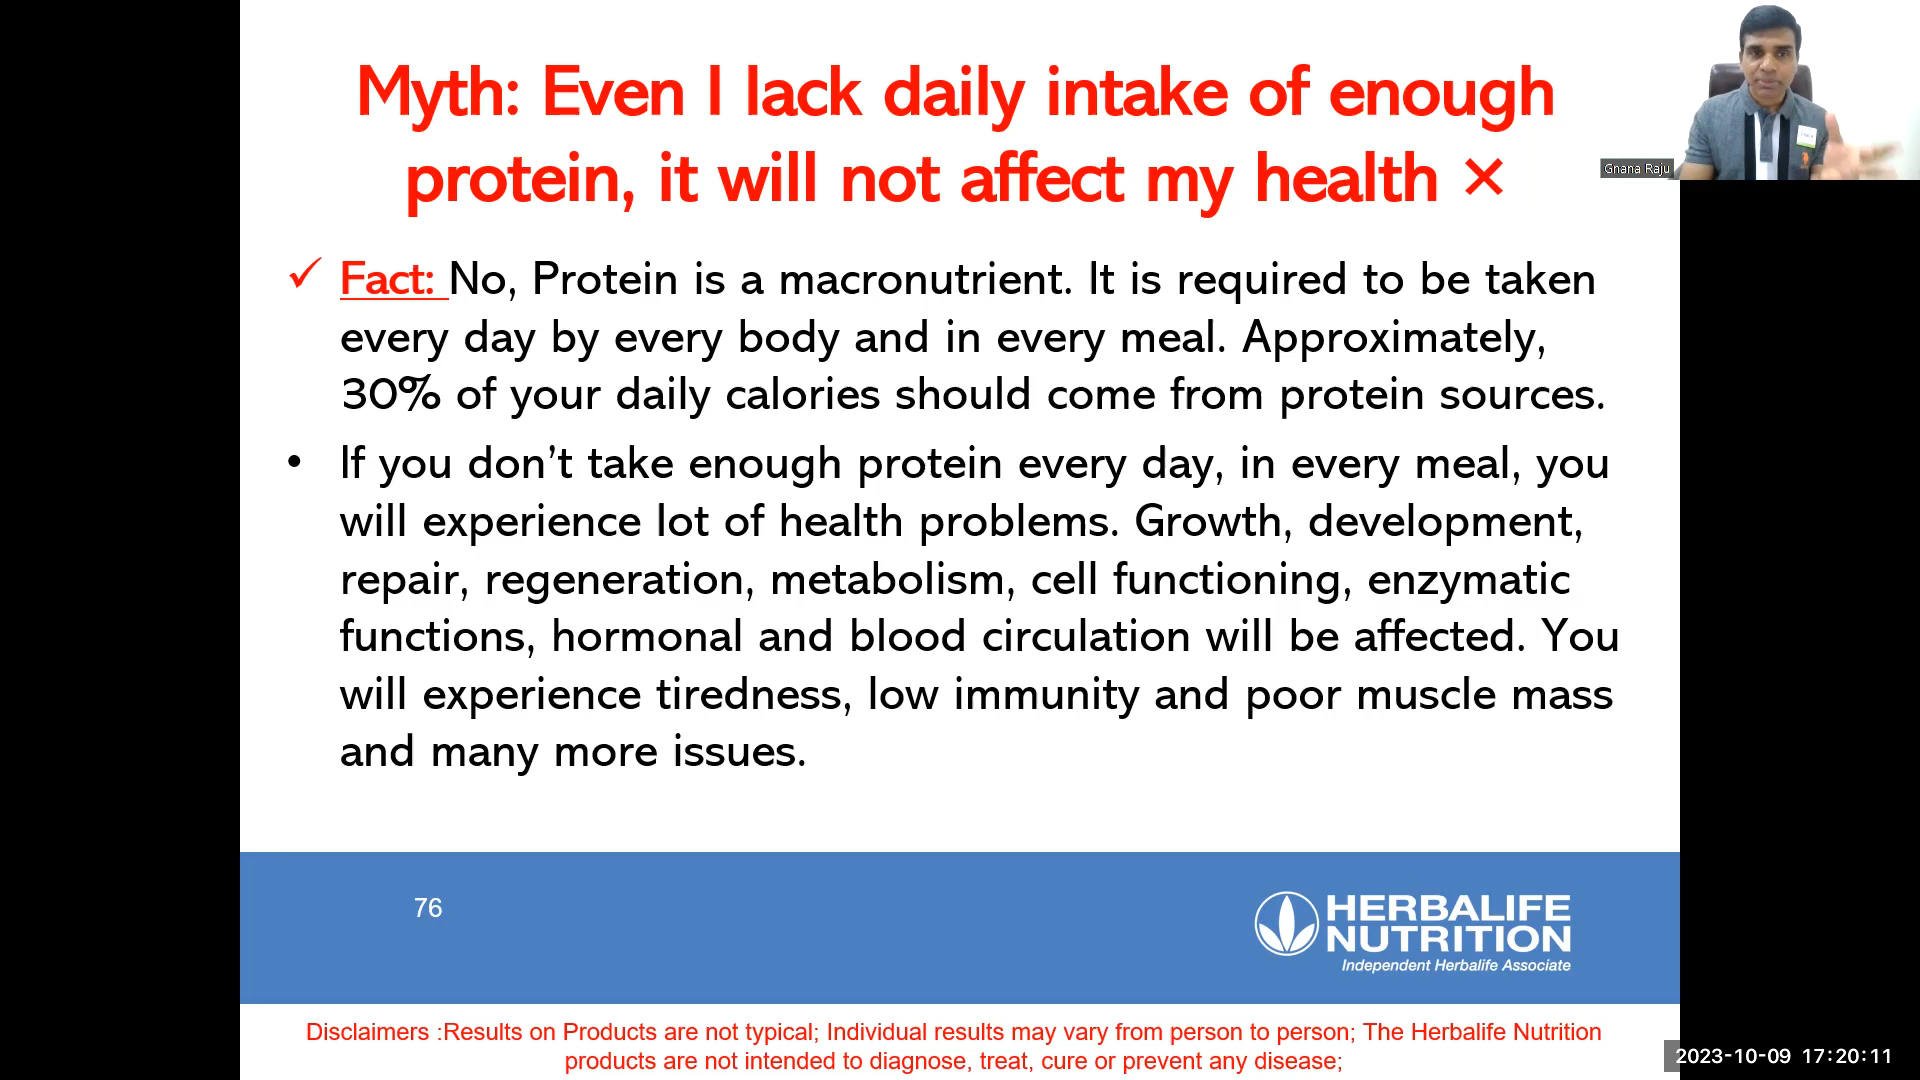 Myth: Even I lack daily intake of enough
protein, it will not affect my health ×
Gnana Raju
✓ Fact: No, Protein is a macronutrient. It is required to be taken
every day by every body and in every meal. Approximately,
30% of your daily calories should come from protein sources.
• If you don’t take enough protein every day, in every meal, you
will experience lot of health problems. Growth, development,
repair, regeneration, metabolism, cell functioning, enzymatic
functions, hormonal and blood circulation will be affected. You
will experience tiredness, low immunity and poor muscle mass
and many more issues.
76
HERBALIFE
NUTRITION
Independent Herbalife Associate
Disclaimers :Results on Products are not typical; Individual results may vary from person to person; The Herbalife Nutrition
products are not intended to diagnose, treat, cure or prevent any disease;
2023-10-09 17:20:11